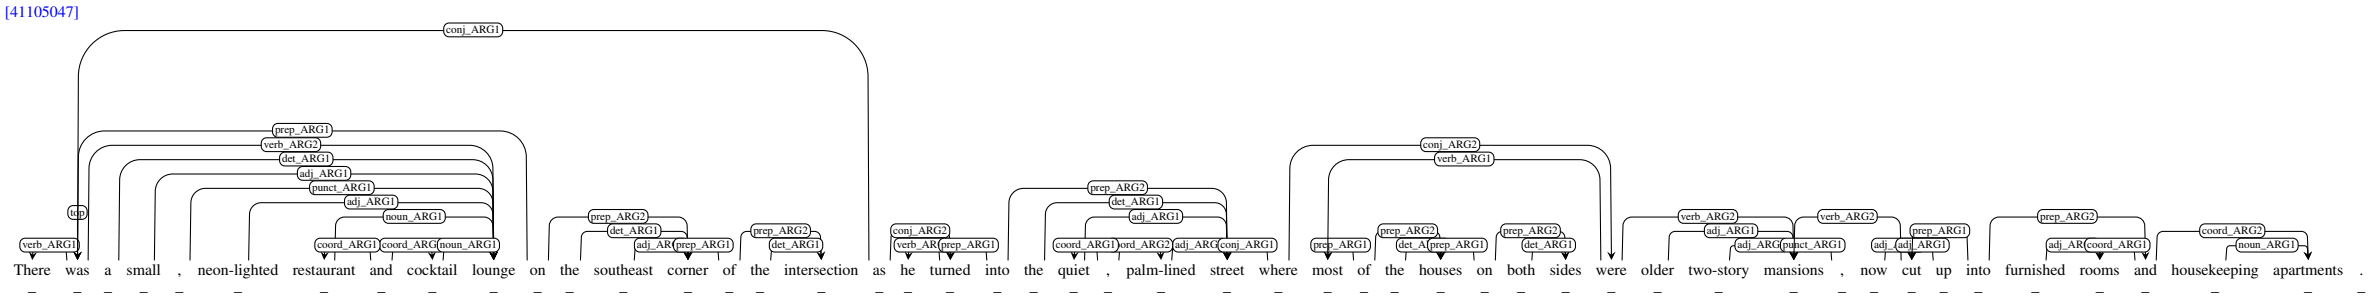 [41105047]
conj_ARG1
prep_ARG1
verb_ARG2 conj_ARG2
det_ARG1 verb_ARG1
adj_ARG1
punct_ARG1 prep_ARG2
adj_ARG1 det_ARG1
top noun_ARG1 prep_ARG2 adj_ARG1 verb_ARG2 verb_ARG2 prep_ARG2
det_ARG1 prep_ARG2 conj_ARG2 prep_ARG2 prep_ARG2 adj_ARG1 prep_ARG1 coord_ARG2
verb_ARG1 coord_ARG1 noun_ARG1 prep_ARG1 det_ARG1 prep_ARG1 coord_ARG1 conj_ARG1 prep_ARG1 prep_ARG1 det_ARG1 punct_ARG1 adj_ARG1 coord_ARG1 noun_ARG1
There was a small , neon-lighted restaurant and cocktail lounge on the southeast corner of the intersection as he turned into the quiet , palm-lined street where most of the houses on both sides were older two-story mansions , now cut up into furnished rooms and housekeeping apartments .